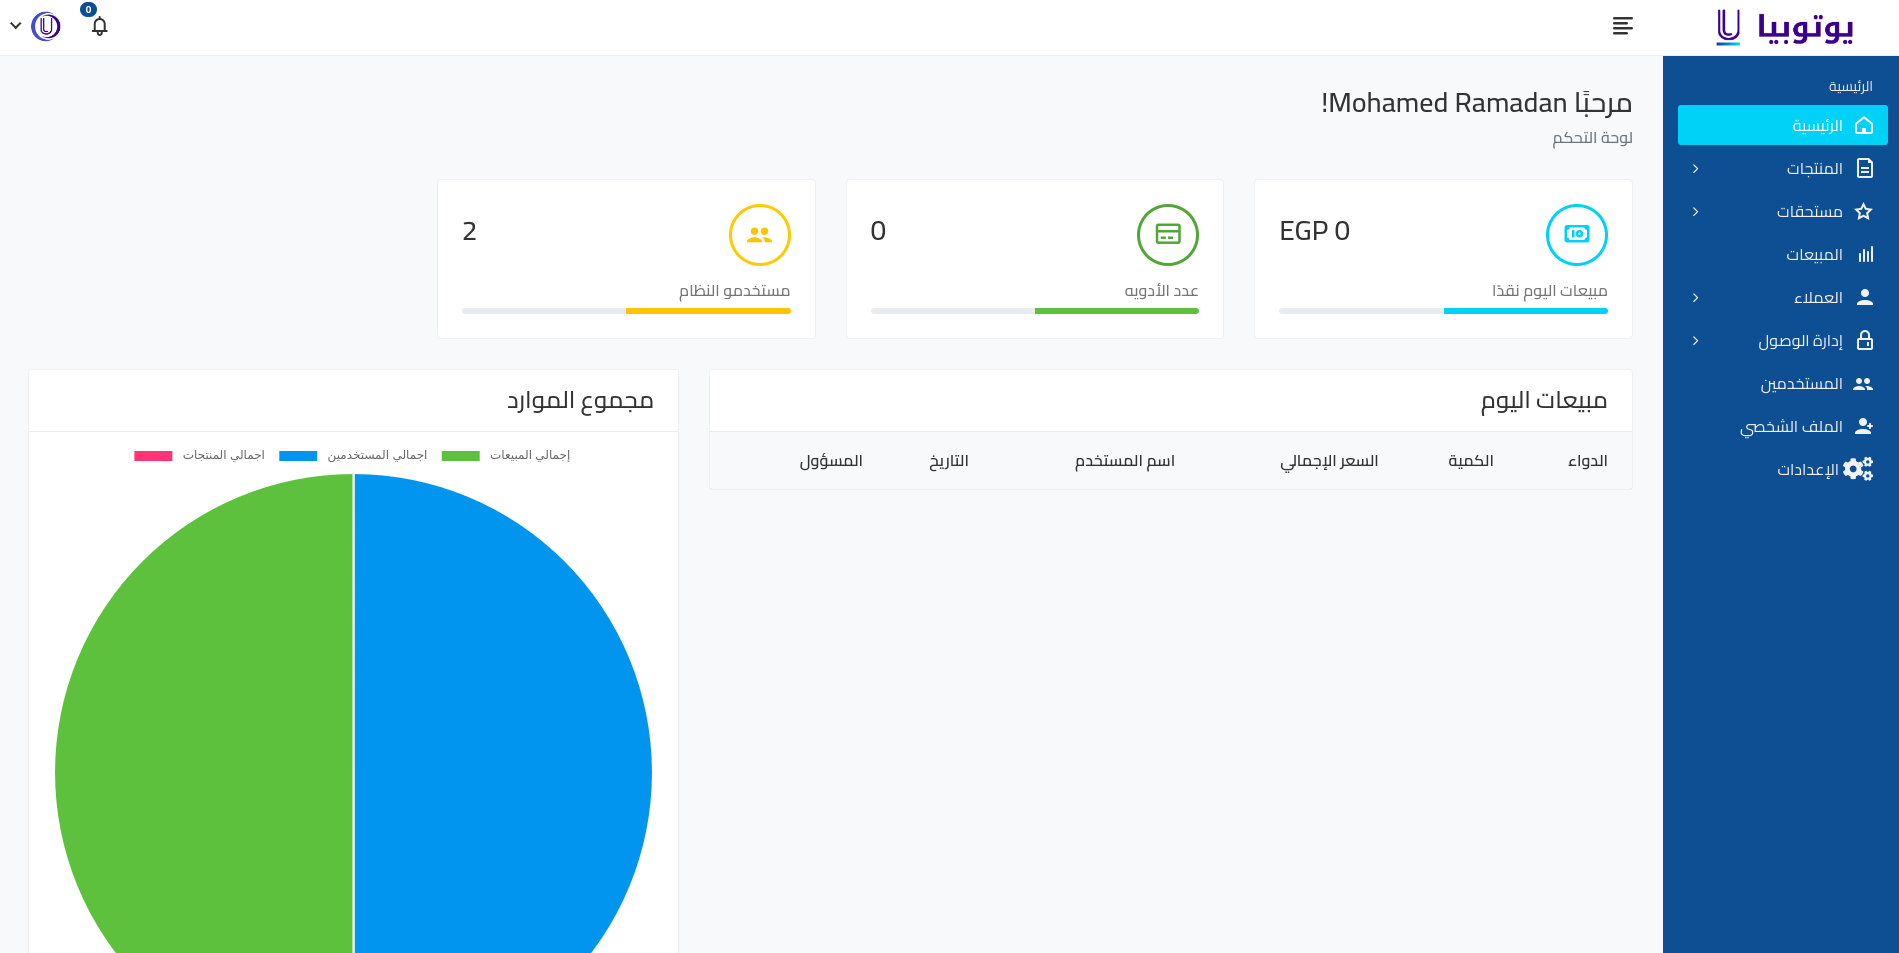 يوتوبيا
0
الرئيسية
الرئيسية
المنتجات
مستحقات
المبيعات
العملاء
إدارة الوصول
المستخدمين
الملف الشخصي
الإعدادات
مرحبًا Mohamed Ramadan!
لوحة التحكم
EGP 0
مبيعات اليوم نقدًا
0
عدد الأدويه
2
مستخدمو النظام
مبيعات اليوم
الدواء الكمية السعر الإجمالي اسم المستخدم التاريخ المسؤول
مجموع الموارد
إجمالي المبيعات اجمالي المستخدمين اجمالي المنتجات